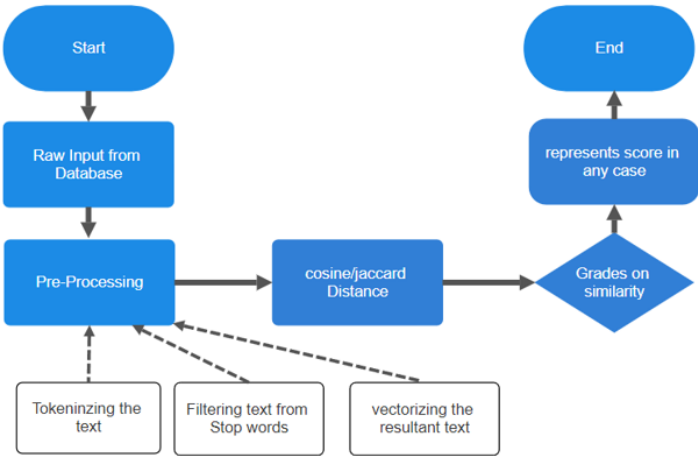 Start
End
Raw Input from
Database
represents score in
any case
Pre-Processing
cosine/jaccard
Distance
Grades on
similarity
Tokeninzing the
text
Filtering text from
Stop words
vectorizing the
resultant text